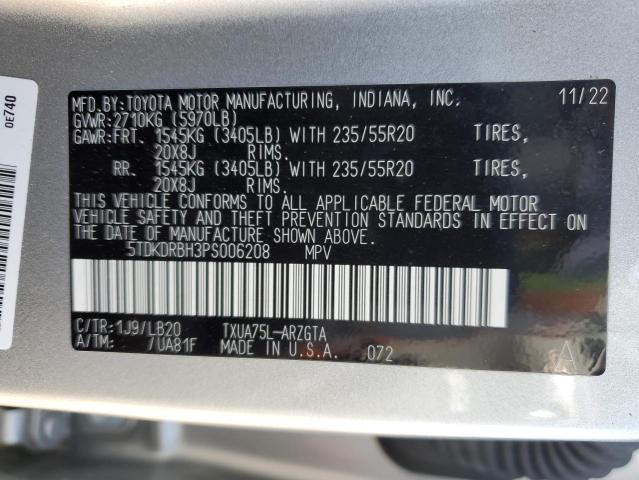 MFD.BY:TOYOTA MOTOR MANUFACTURING, INDIANA, INC. 11/22
GVWR:2710KG (5970LB)
GAWR:FRT. 1545KG (3405LB) WITH 235/55R20 TIRES,
20X8J RIMS.
RR. 1545KG (3405LB) WITH 235/55R20 TIRES,
20X8J RIMS.
THIS VEHICLE CONFORMS TO ALL APPLICABLE FEDERAL MOTOR
VEHICLE SAFETY AND THEFT PREVENTION STANDARDS IN EFFECT ON
THE DATE OF MANUFACTURE SHOWN ABOVE.
5TDKDRBH3PS006208 MPV
C/TR:1J9/LB20 TXUA75L-ARZGTA
A/TM: /UA81F MADE IN U.S.A. 072
A
0E740